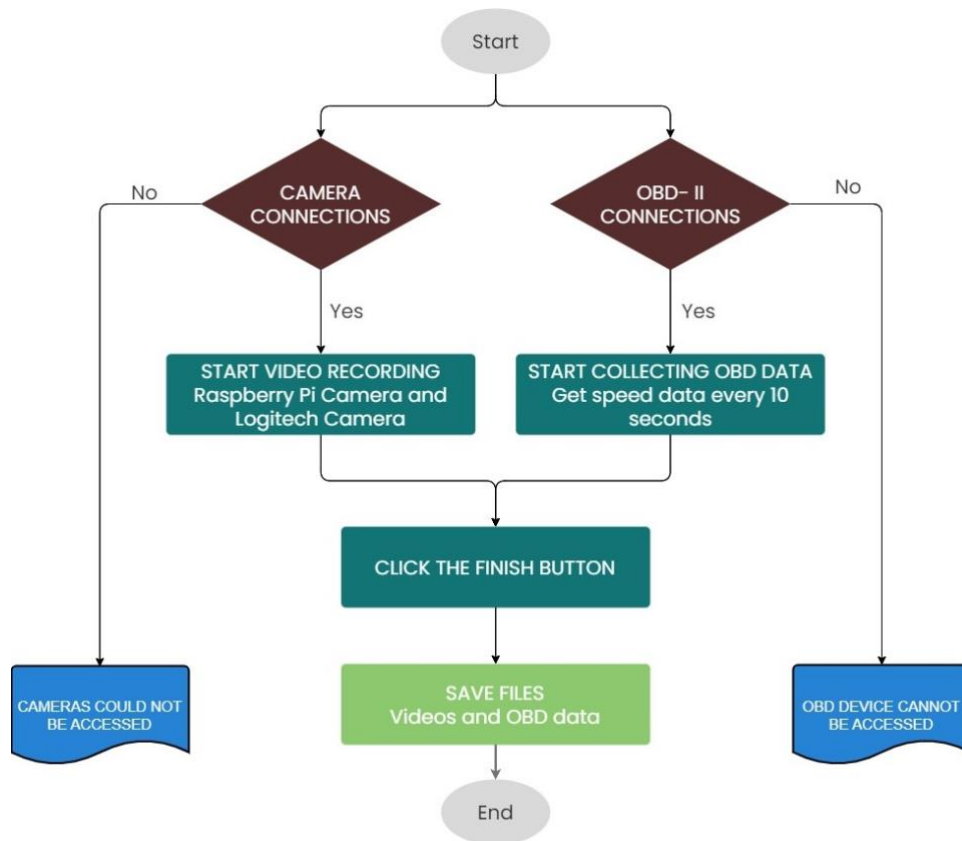 Start
CAMERA
CONNECTIONS
OBD- II
CONNECTIONS
No
No
Yes
Yes
START VIDEO RECORDING
Raspberry Pi Camera and
Logitech Camera
START COLLECTING OBD DATA
Get speed data every 10
seconds
CLICK THE FINISH BUTTON
CAMERAS COULD NOT
BE ACCESSED
SAVE FILES
Videos and OBD data
OBD DEVICE CANNOT
BE ACCESSED
End